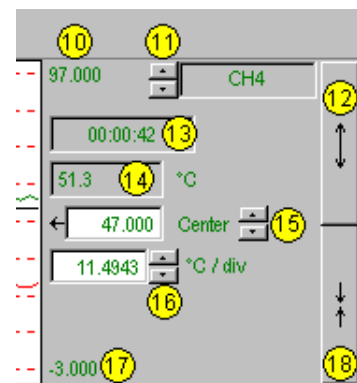 10 11
97.000 CH4
12
00:00:42 13
51.3 14 °C
47.000 Center 15
11.4943 °C / div
16
-3.000 17 18